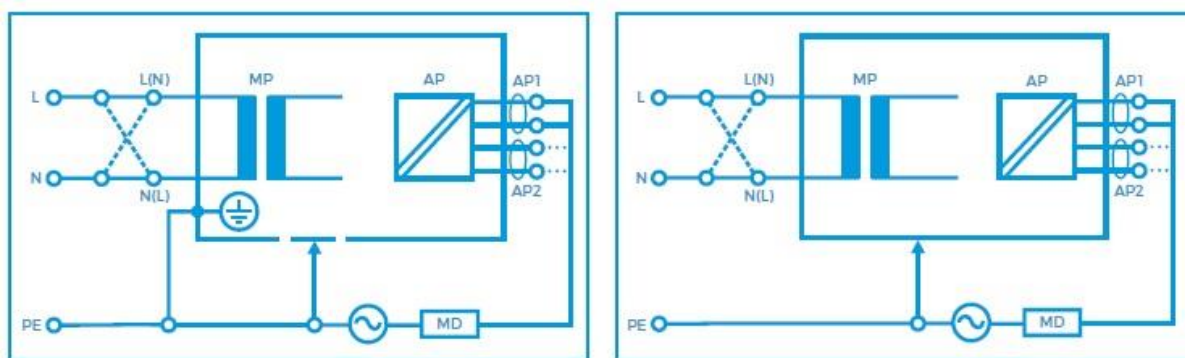 L(N) MP AP AP1
L
N
N(L) AP2
PE MD
L(N) MP AP AP1
L
N
N(L) AP2
PE MD